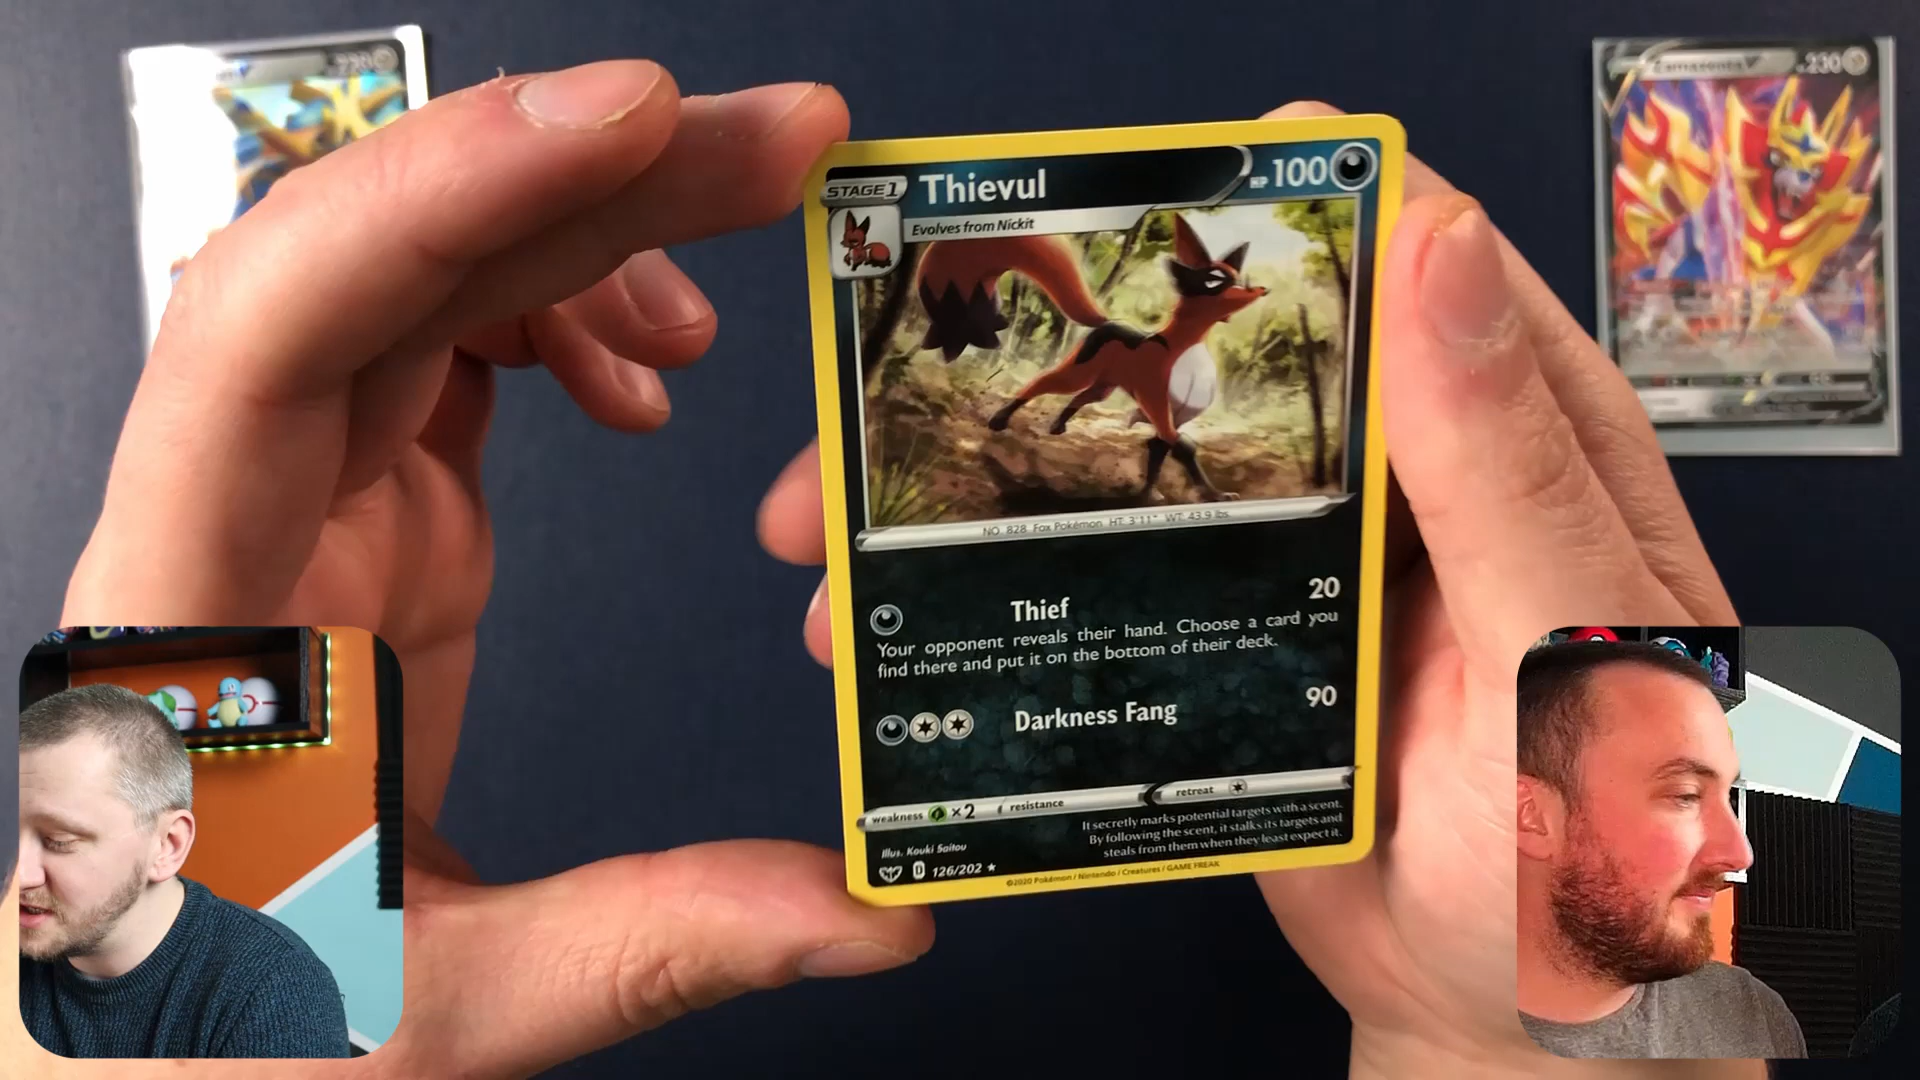 V 220
Zamazenta V HP 230
STAGE 1 Thievul HP 100
Evolves from Nickit
NO. 828 Fox Pokémon HT: 3'11" WT: 43.9 lbs.
Thief 20
Your opponent reveals their hand. Choose a card you
find there and put it on the bottom of their deck.
Darkness Fang 90
weakness ×2 resistance retreat
It secretly marks potential targets with a scent.
By following the scent, it stalks its targets and
steals from them when they least expect it.
Illus. Kouki Saitou
D 126/202 ★
©2020 Pokémon / Nintendo / Creatures / GAME FREAK